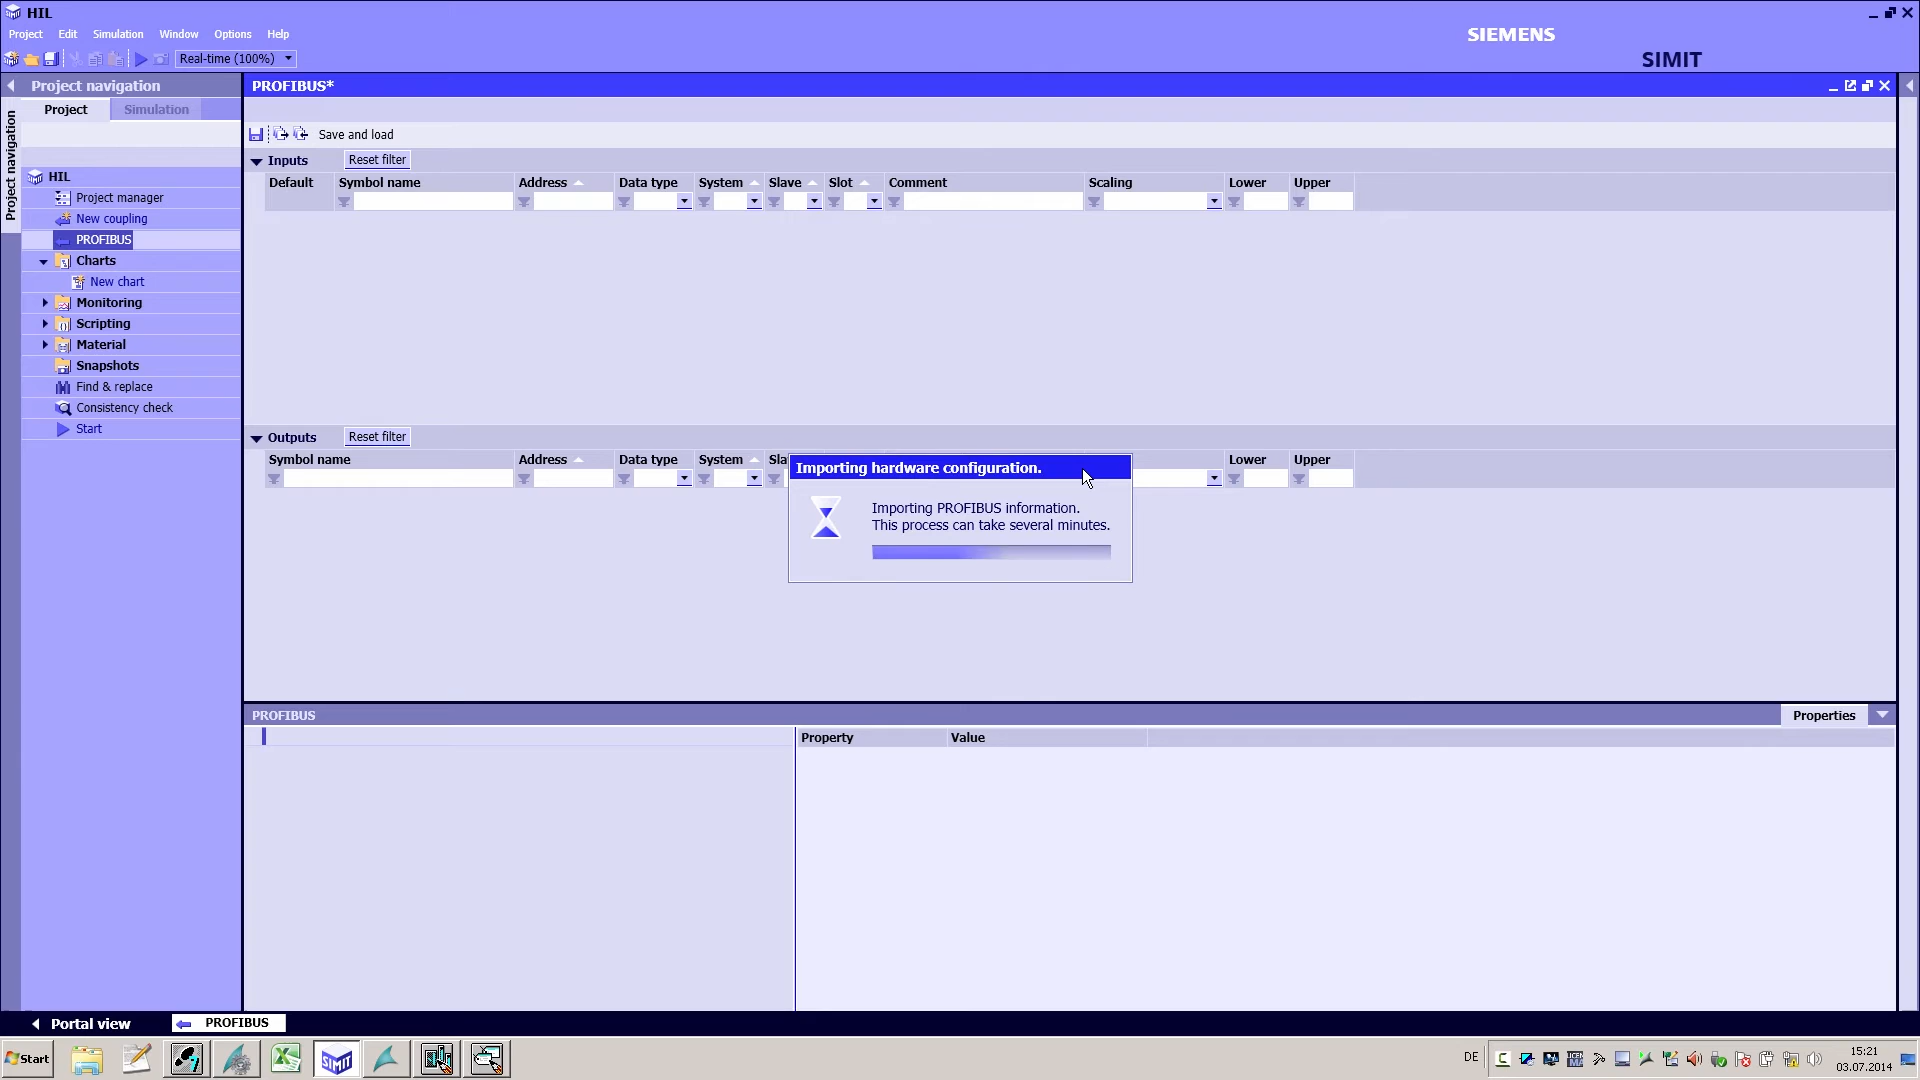 HIL
Project Edit Simulation Window Options Help
SIEMENS
Real-time (100%)
SIMIT
Project navigation
PROFIBUS*
Project Simulation
Project navigation
Save and load
Inputs Reset filter
Default Symbol name Address Data type System Slave Slot Comment Scaling Lower Upper
HIL
Project manager
New coupling
PROFIBUS
Charts
New chart
Monitoring
Scripting
Material
Snapshots
Find & replace
Consistency check
Start
Outputs Reset filter
Symbol name Address Data type System Sla Lower Upper
Importing hardware configuration.
Importing PROFIBUS information.
This process can take several minutes.
PROFIBUS
Properties
Property Value
Portal view PROFIBUS
Start
SIMIT
DE
15:21
03.07.2014